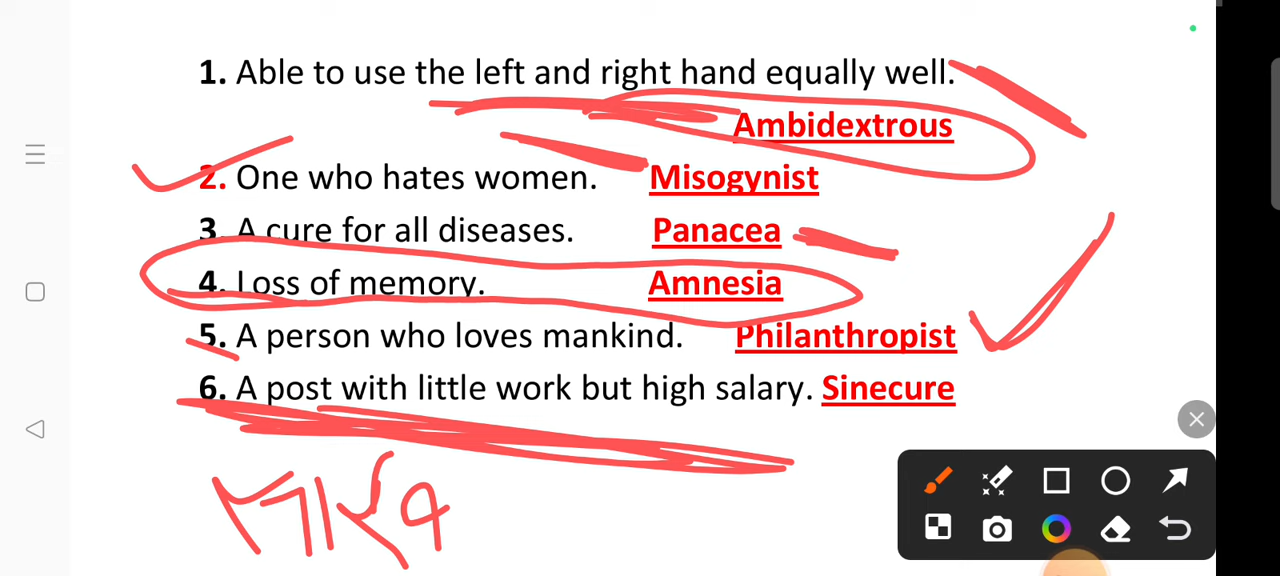 1. Able to use the left and right hand equally well.
Ambidextrous
2. One who hates women. Misogynist
3. A cure for all diseases. Panacea
4. Loss of memory. Amnesia
5. A person who loves mankind. Philanthropist
6. A post with little work but high salary. Sinecure